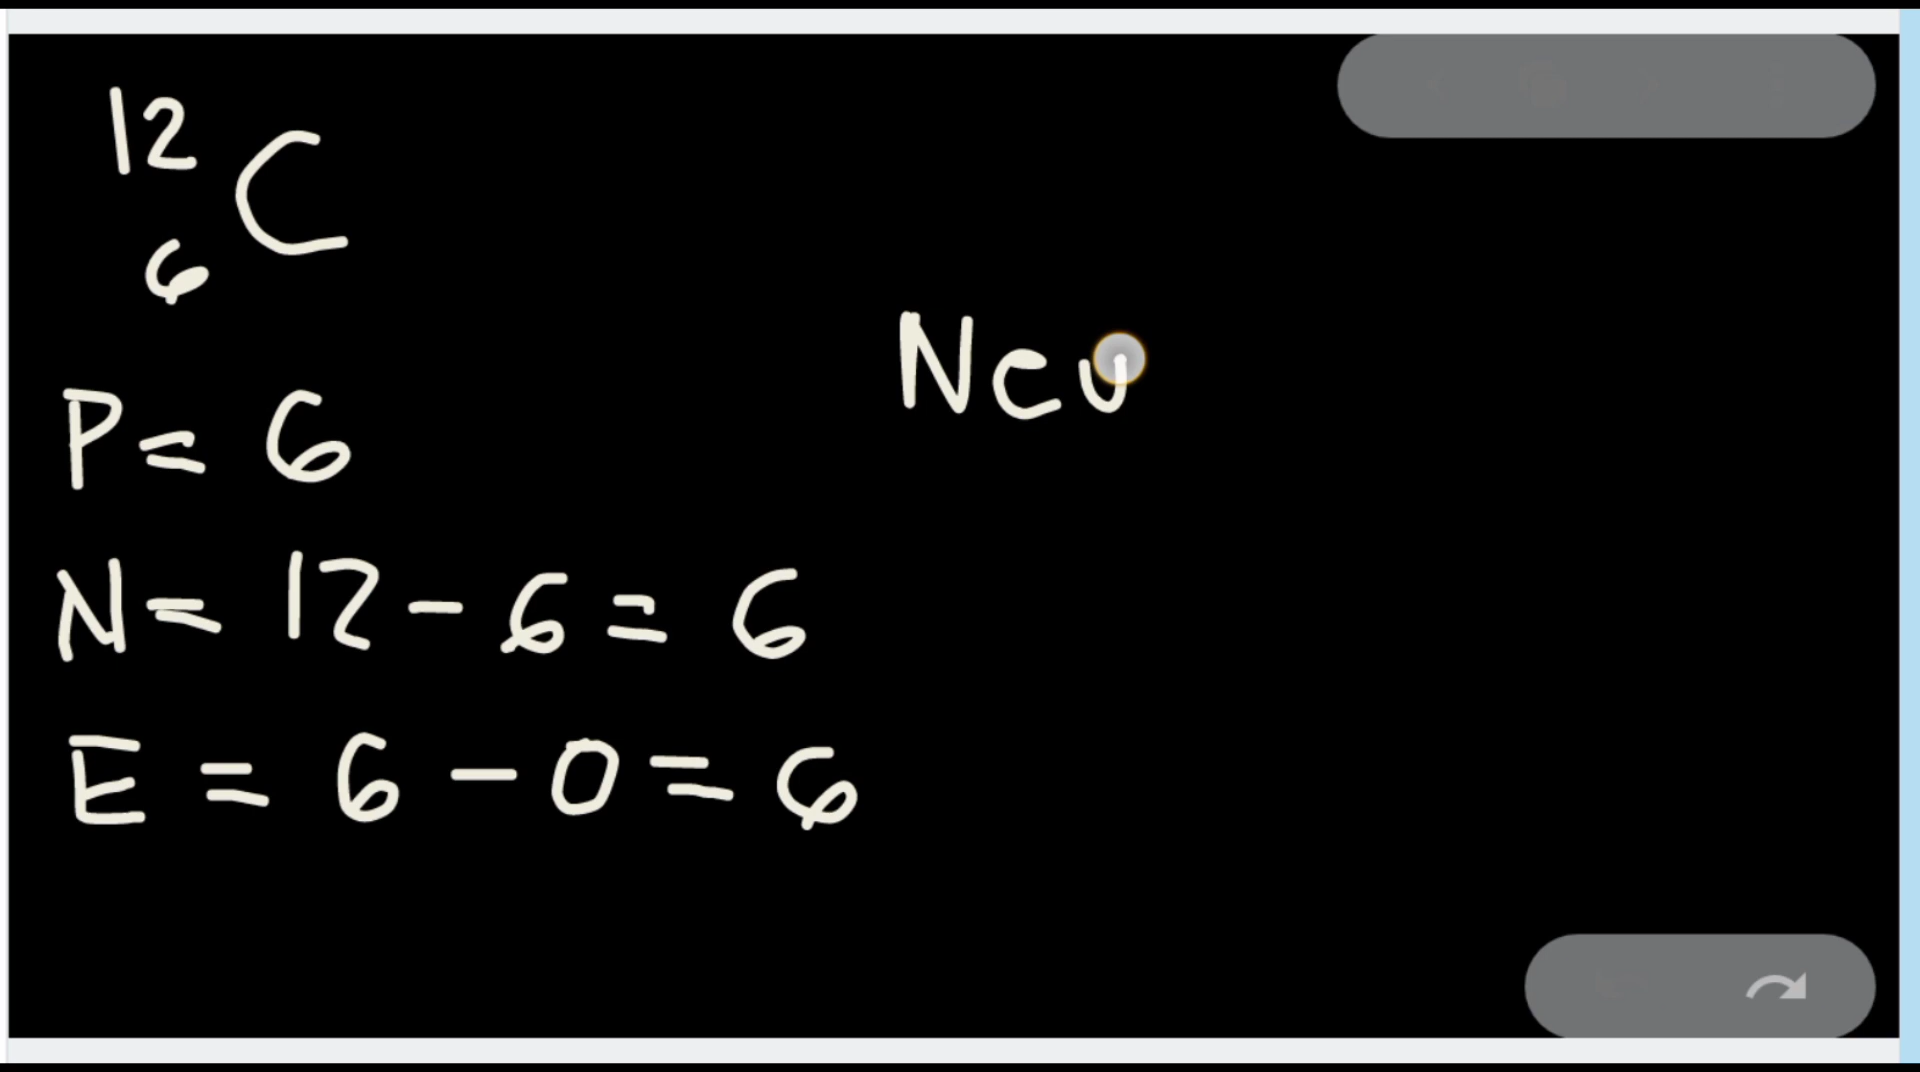 12
6 C
Neu
P = 6
N = 12 - 6 = 6
E = 6 - 0 = 6